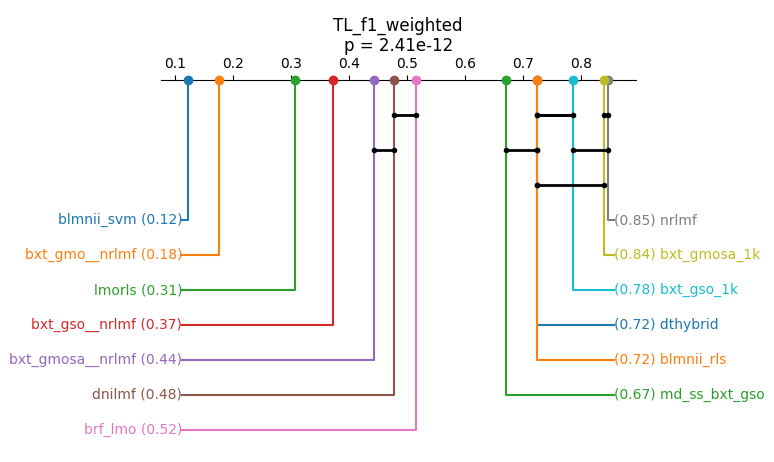 TL_f1_weighted
p = 2.41e-12
0.1 0.2 0.3 0.4 0.5 0.6 0.7 0.8
blmnii_svm (0.12)
(0.85) nrlmf
bxt_gmo__nrlmf (0.18)
(0.84) bxt_gmosa_1k
lmorls (0.31)
(0.78) bxt_gso_1k
bxt_gso__nrlmf (0.37)
(0.72) dthybrid
bxt_gmosa__nrlmf (0.44)
(0.72) blmnii_rls
dnilmf (0.48)
(0.67) md_ss_bxt_gso
brf_lmo (0.52)